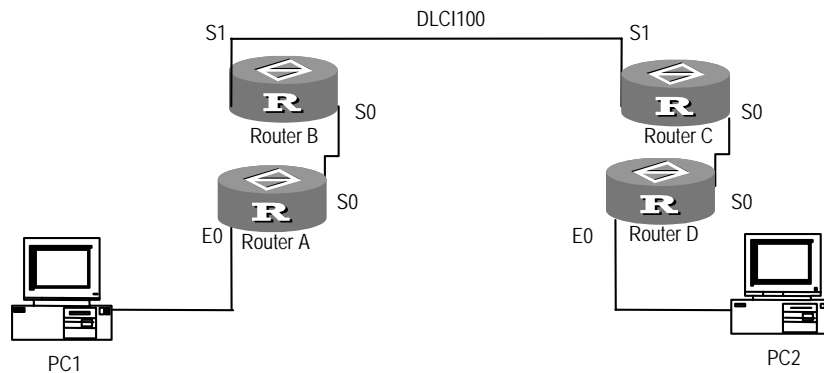 DLCI100
S1
S1
R
R
S0
S0
Router B
Router C
R
R
S0
S0
E0
Router A
E0
Router D
PC1
PC2